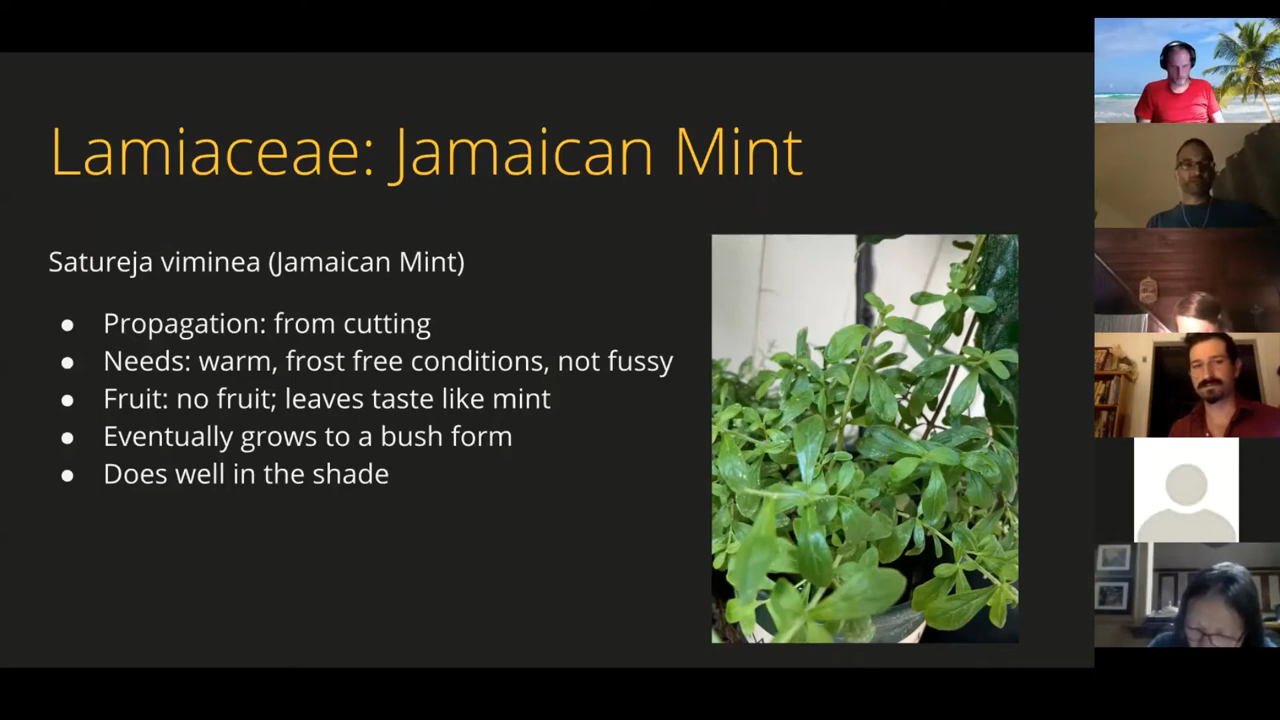 Lamiaceae: Jamaican Mint
Satureja viminea (Jamaican Mint)
● Propagation: from cutting
● Needs: warm, frost free conditions, not fussy
● Fruit: no fruit; leaves taste like mint
● Eventually grows to a bush form
● Does well in the shade